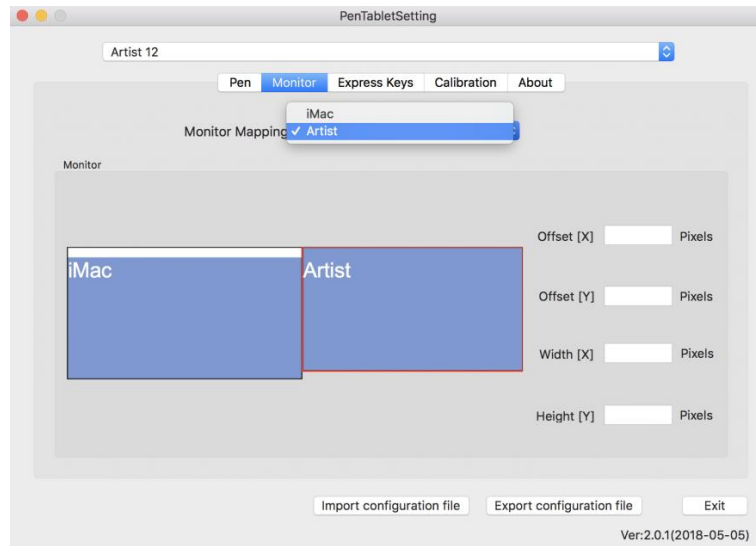 PenTabletSetting
Artist 12
Pen Monitor Express Keys Calibration About
iMac
Monitor Mapping ✓ Artist
Monitor
Offset [X] Pixels
iMac Artist
Offset [Y] Pixels
Width [X] Pixels
Height [Y] Pixels
Import configuration file Export configuration file Exit
Ver:2.0.1(2018-05-05)